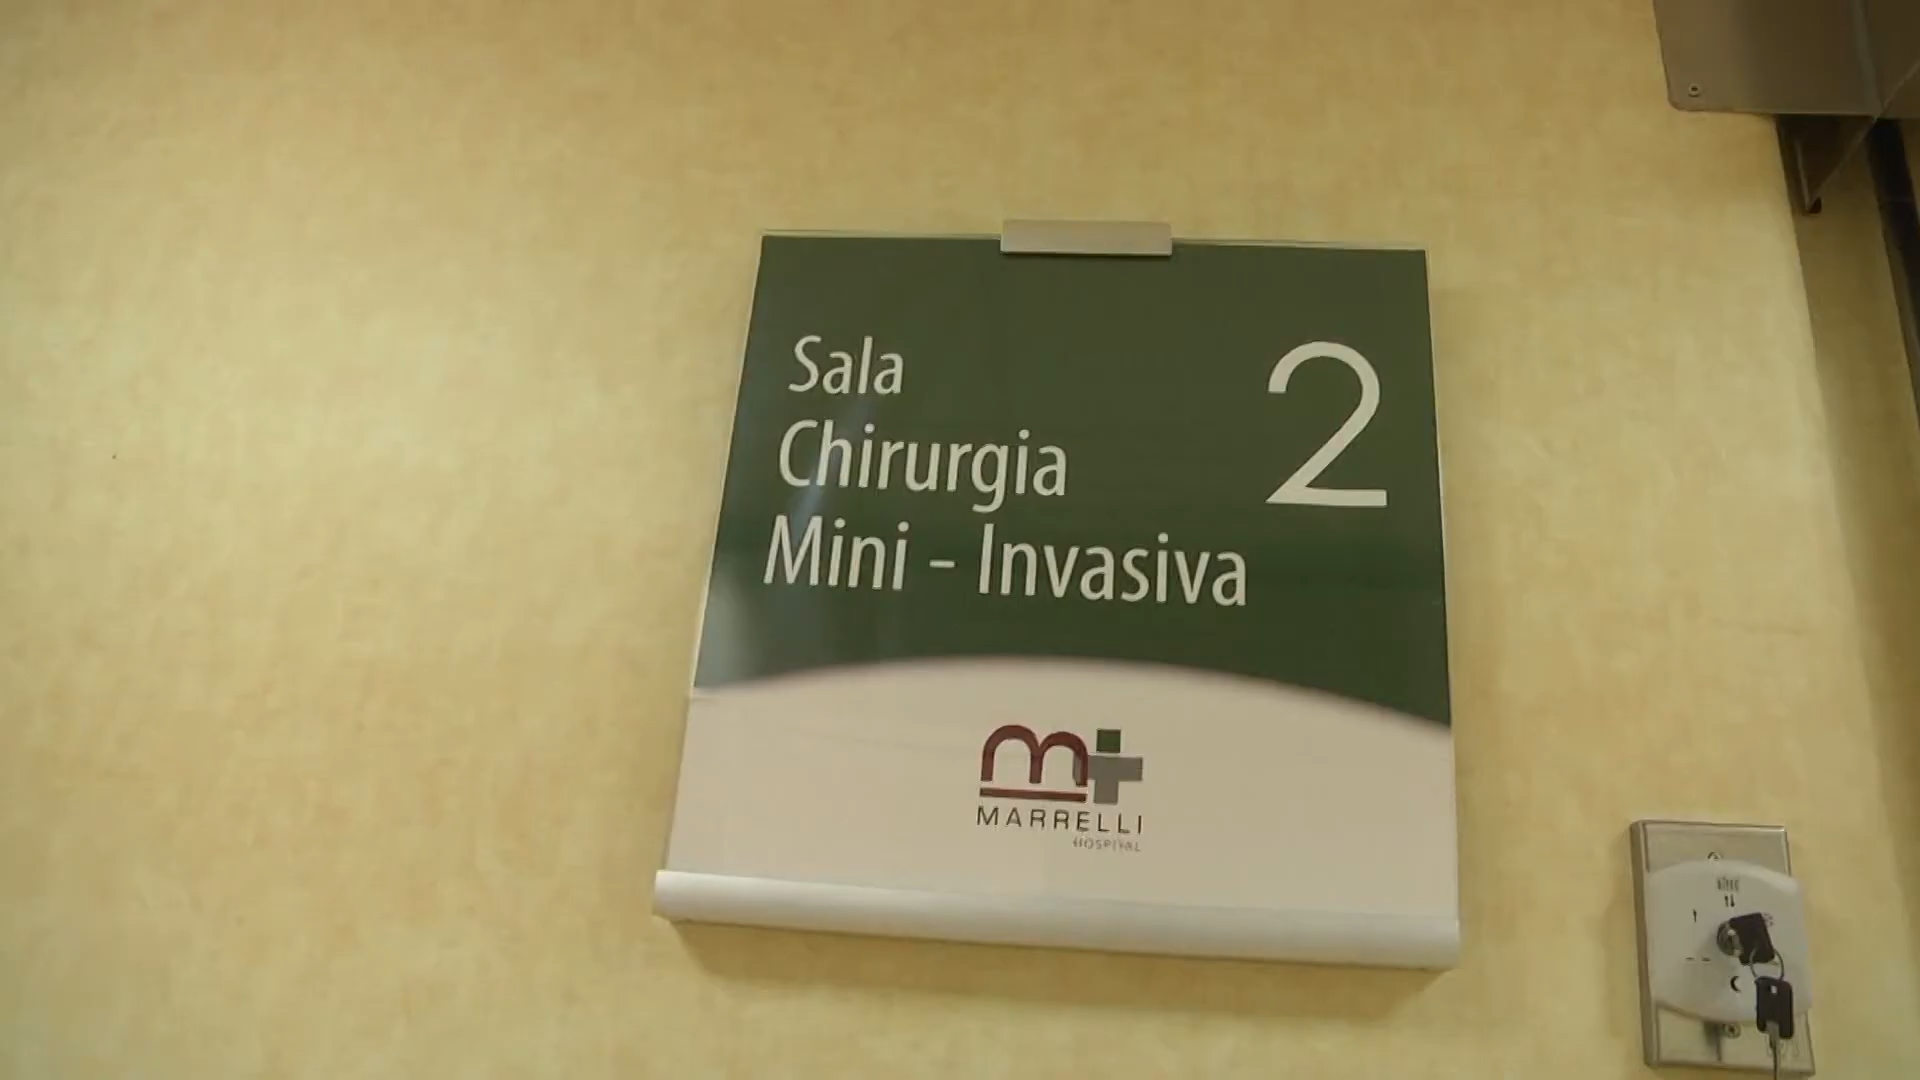 Sala
Chirurgia
Mini - Invasiva
2
MARRELLI
HOSPITAL